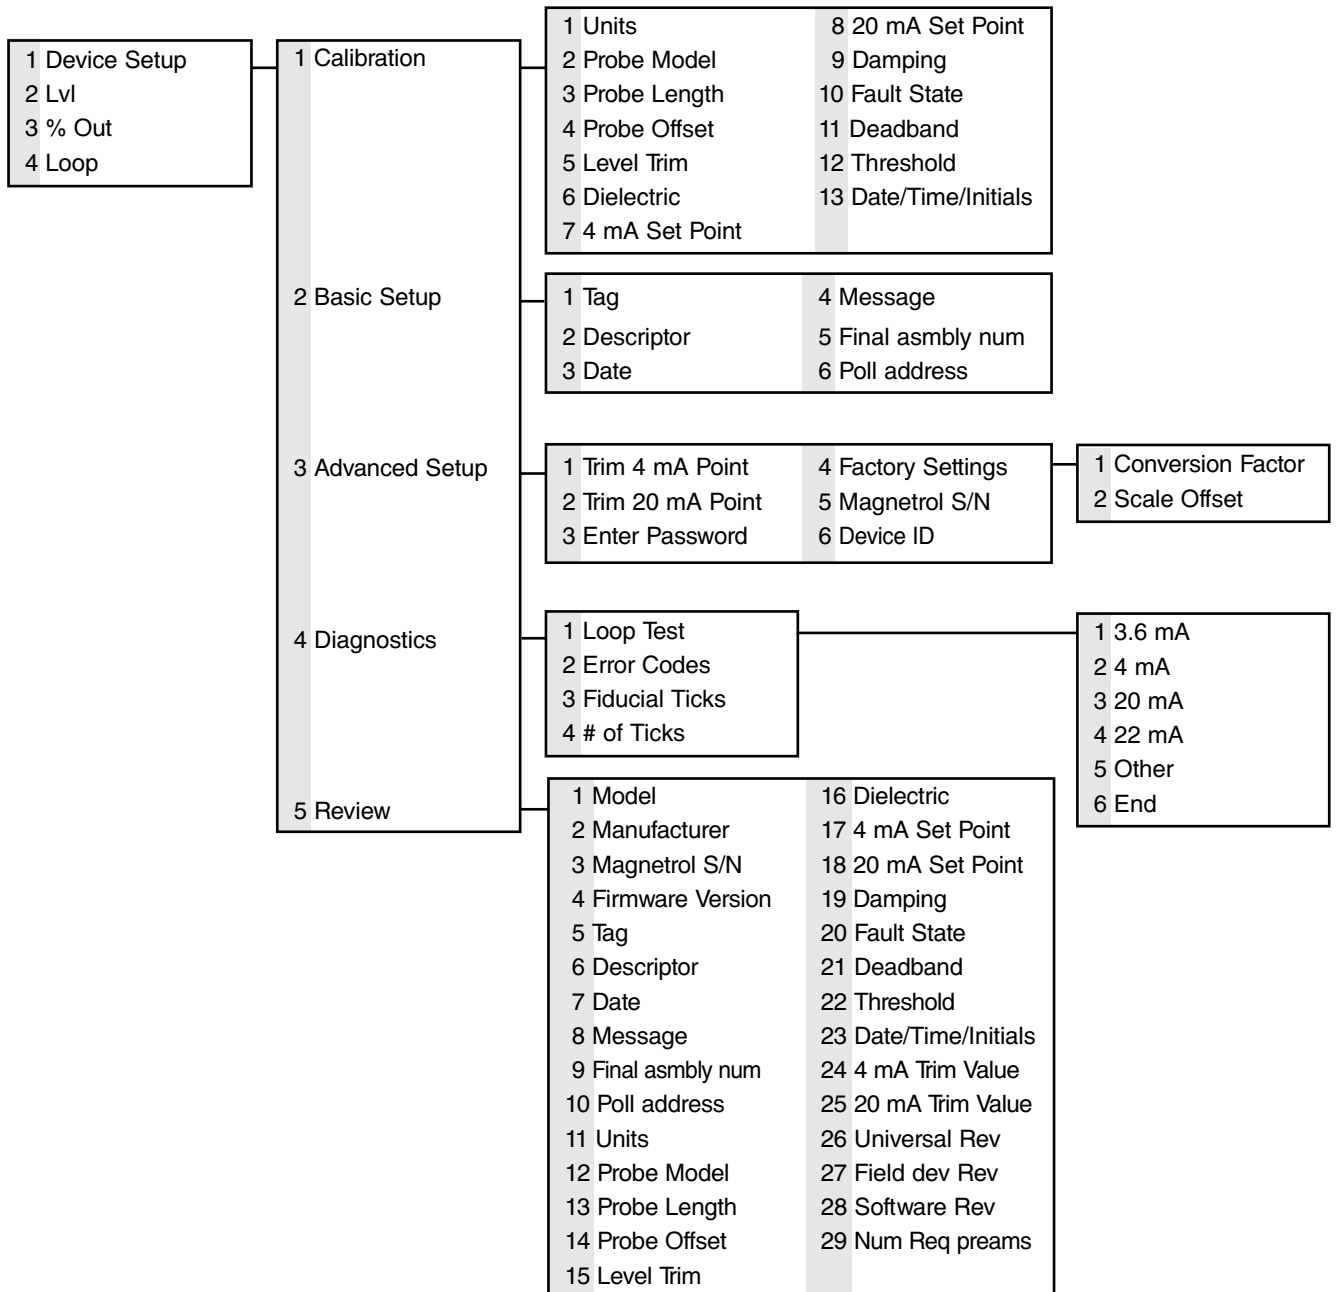 1 Device Setup
2 Lvl
3 % Out
4 Loop
1 Calibration
2 Basic Setup
3 Advanced Setup
4 Diagnostics
5 Review
1 Units
2 Probe Model
3 Probe Length
4 Probe Offset
5 Level Trim
6 Dielectric
7 4 mA Set Point
8 20 mA Set Point
9 Damping
10 Fault State
11 Deadband
12 Threshold
13 Date/Time/Initials
1 Tag
2 Descriptor
3 Date
4 Message
5 Final asmbly num
6 Poll address
1 Trim 4 mA Point
2 Trim 20 mA Point
3 Enter Password
4 Factory Settings
5 Magnetrol S/N
6 Device ID
1 Conversion Factor
2 Scale Offset
1 Loop Test
2 Error Codes
3 Fiducial Ticks
4 # of Ticks
1 3.6 mA
2 4 mA
3 20 mA
4 22 mA
5 Other
6 End
1 Model
2 Manufacturer
3 Magnetrol S/N
4 Firmware Version
5 Tag
6 Descriptor
7 Date
8 Message
9 Final asmbly num
10 Poll address
11 Units
12 Probe Model
13 Probe Length
14 Probe Offset
15 Level Trim
16 Dielectric
17 4 mA Set Point
18 20 mA Set Point
19 Damping
20 Fault State
21 Deadband
22 Threshold
23 Date/Time/Initials
24 4 mA Trim Value
25 20 mA Trim Value
26 Universal Rev
27 Field dev Rev
28 Software Rev
29 Num Req preams